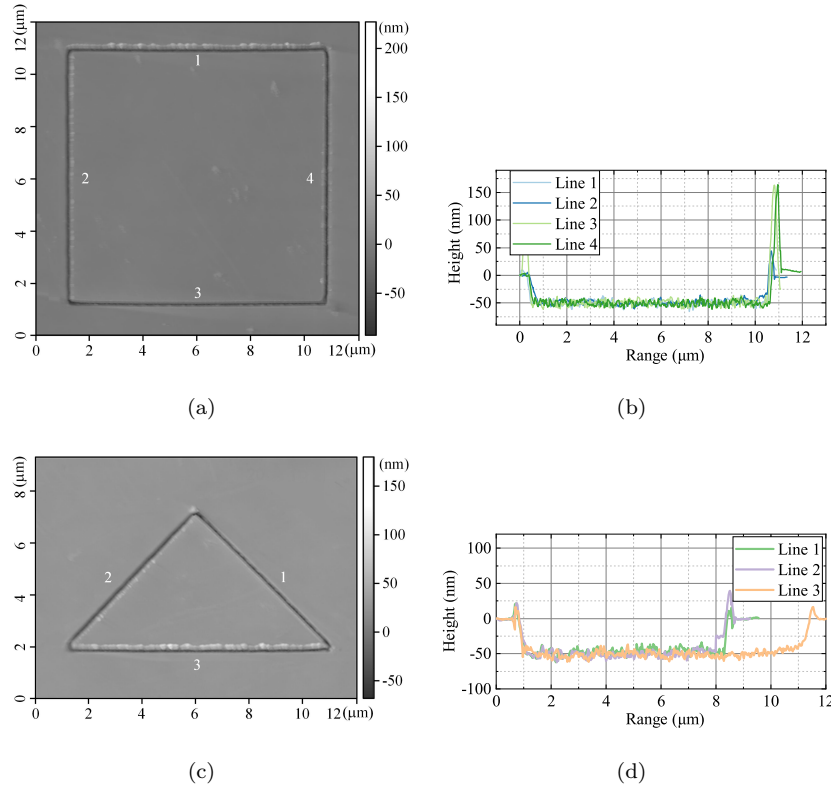 12 (μm)
10
8
6
4
2
0
0 2 4 6 8 10 12 (μm)
1
2
4
3
(nm)
200
150
100
50
0
-50
(a)
Height (nm)
150
100
50
0
-50
0 2 4 6 8 10 12
Range (μm)
Line 1
Line 2
Line 3
Line 4
(b)
8 (μm)
6
4
2
0
0 2 4 6 8 10 12 (μm)
2
1
3
(nm)
150
100
50
0
-50
(c)
Height (nm)
100
50
0
-50
-100
0 2 4 6 8 10 12
Range (μm)
Line 1
Line 2
Line 3
(d)